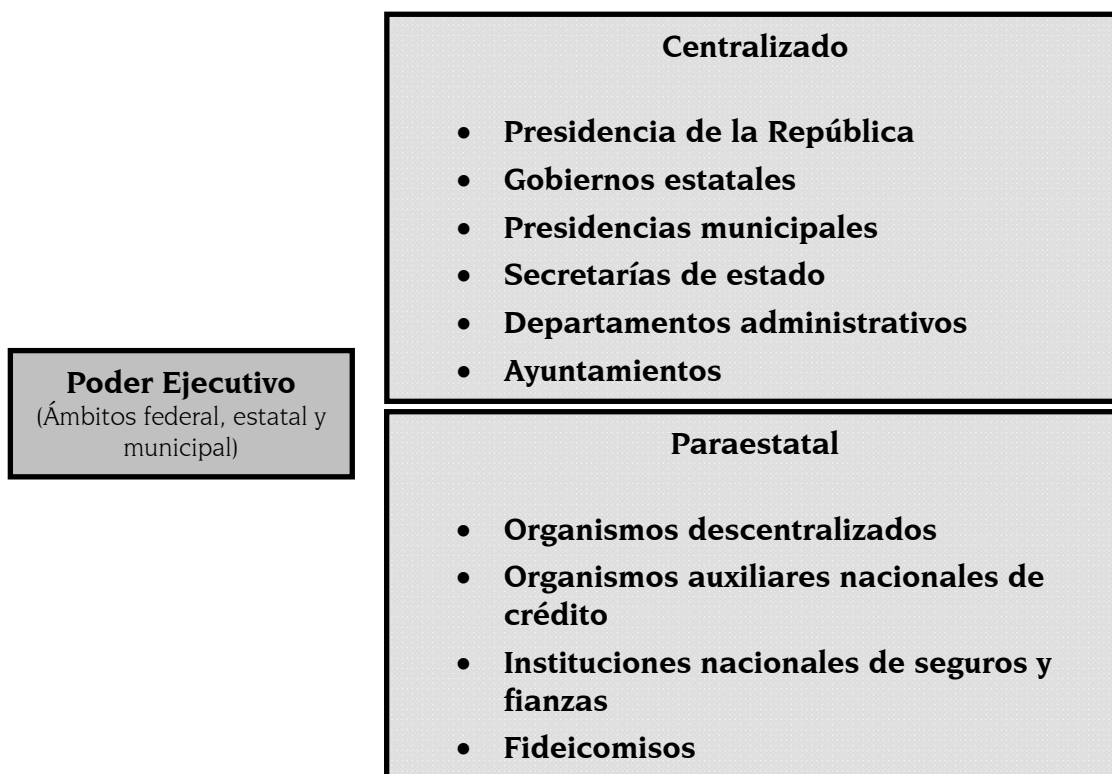 Centralizado
• Presidencia de la República
• Gobiernos estatales
• Presidencias municipales
• Secretarías de estado
• Departamentos administrativos
• Ayuntamientos
Poder Ejecutivo
(Ámbitos federal, estatal y
municipal)
Paraestatal
• Organismos descentralizados
• Organismos auxiliares nacionales de
crédito
• Instituciones nacionales de seguros y
fianzas
• Fideicomisos